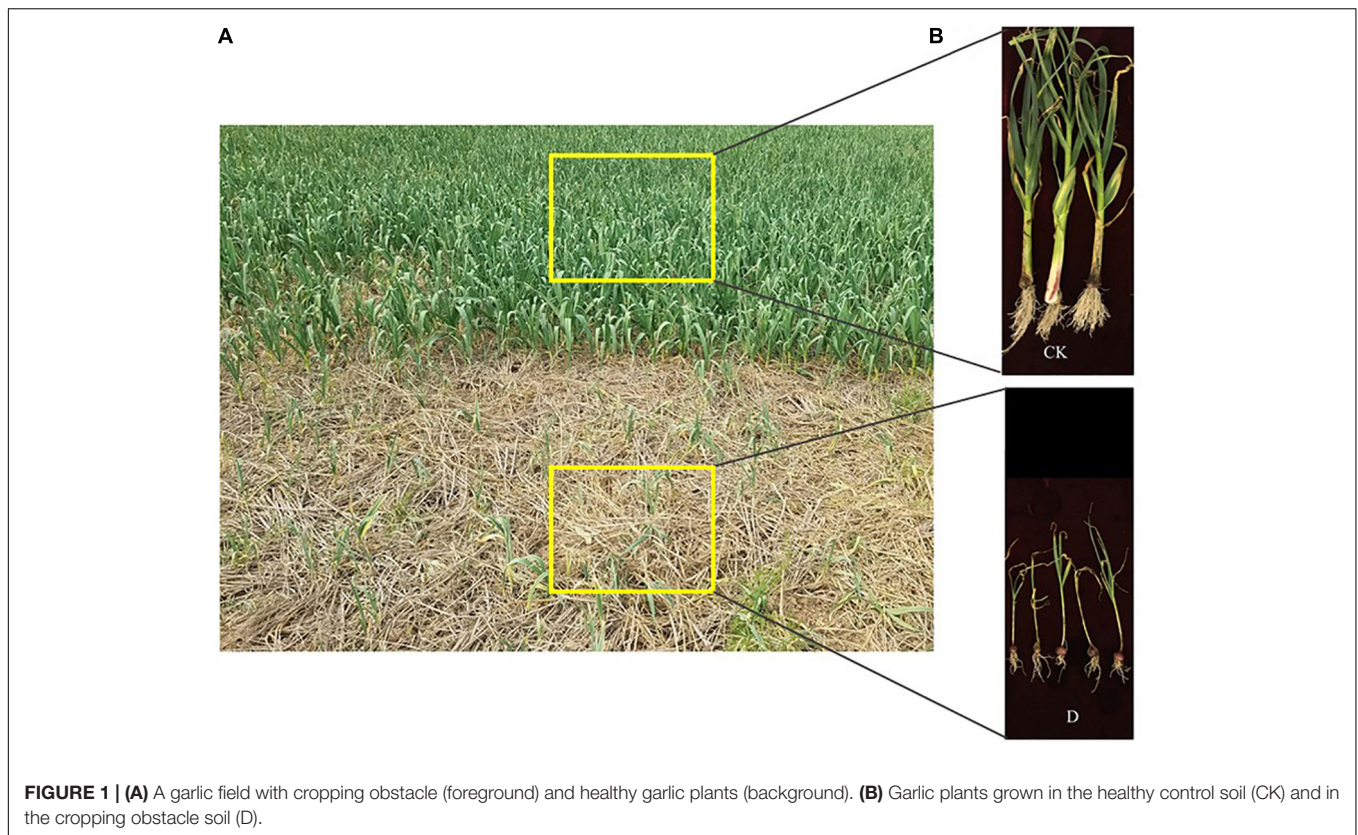 A
B
CK
D
FIGURE 1 | (A) A garlic field with cropping obstacle (foreground) and healthy garlic plants (background). (B) Garlic plants grown in the healthy control soil (CK) and in
the cropping obstacle soil (D).